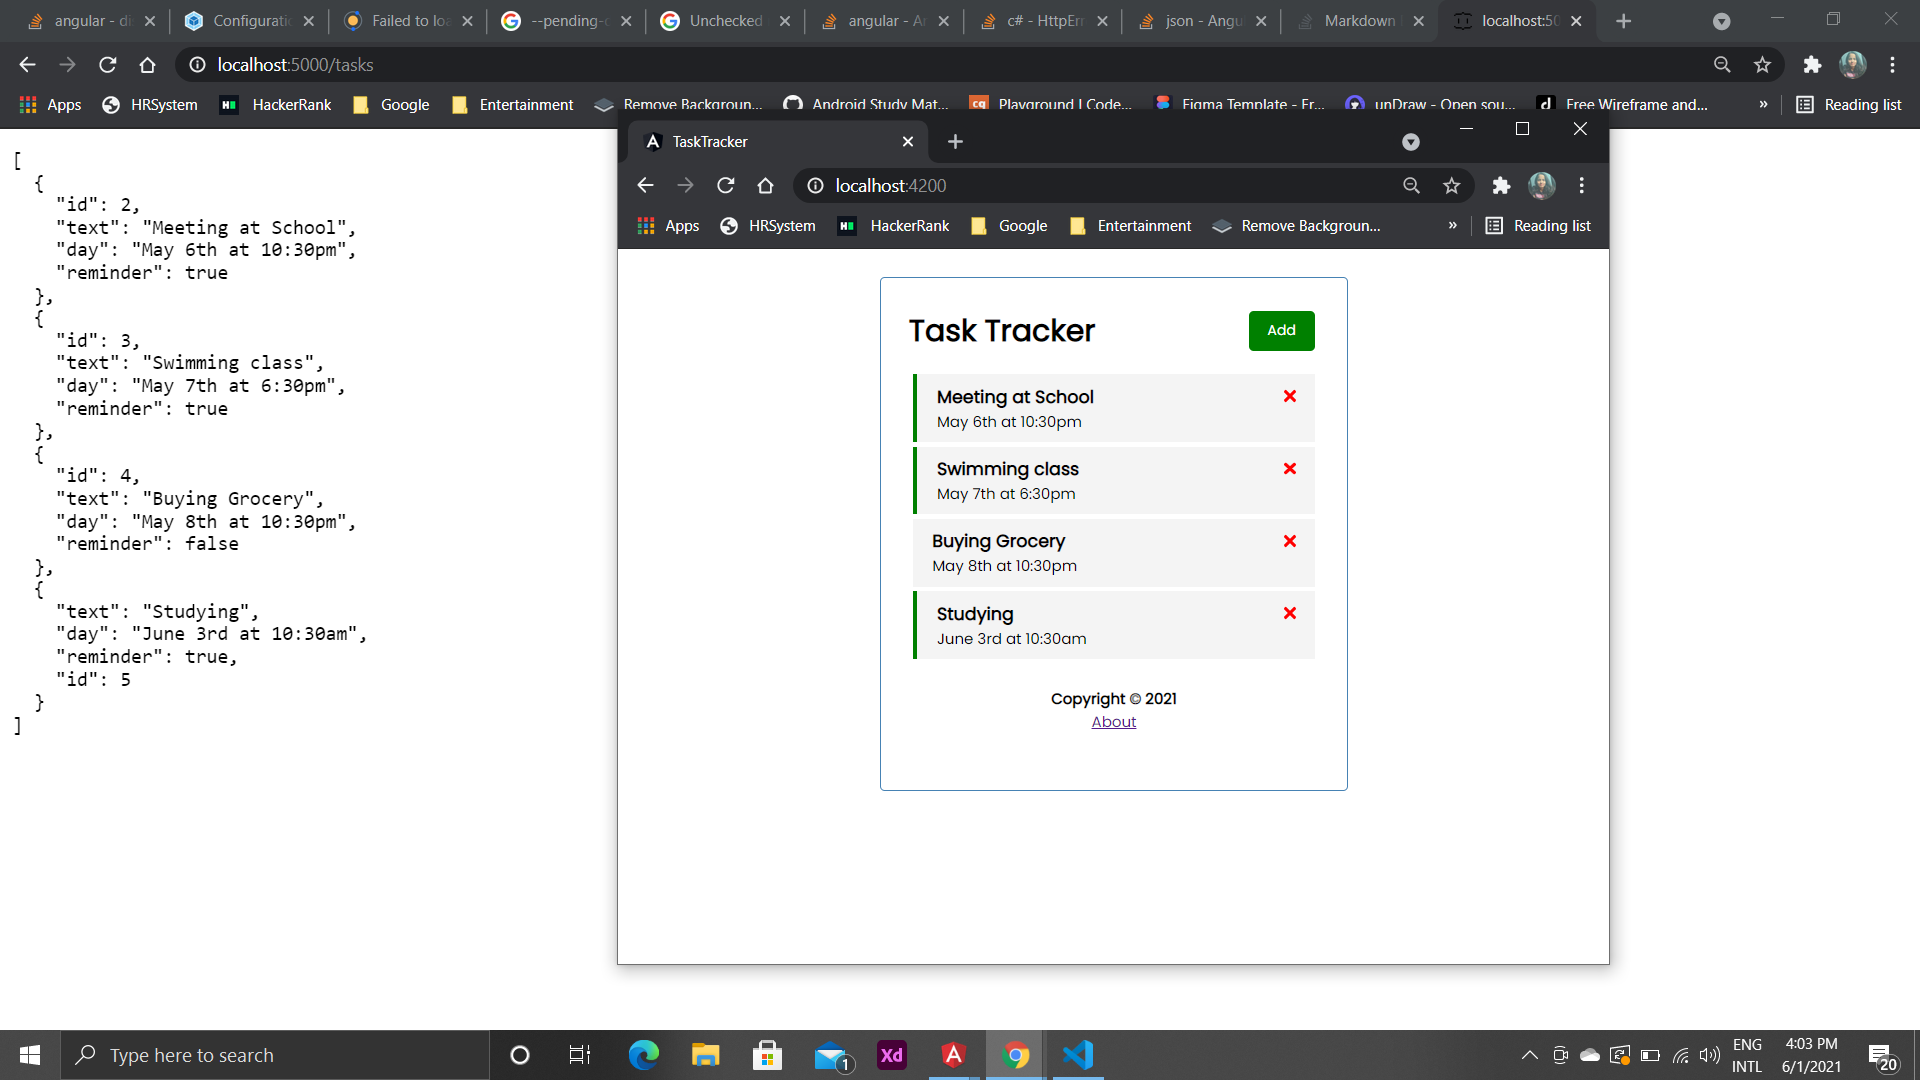 angular - di
Configuratio
Failed to loa
--pending-c
Unchecked
angular - A
c# - HttpErr
json - Angu
Markdown
localhost:50
localhost:5000/tasks
Apps
HRSystem
HackerRank
Google
Entertainment
Remove Backgroun...
Android Study Mat...
Playground | Code...
Figma Template - Fr...
unDraw - Open sou...
Free Wireframe and...
»
Reading list
[
{
"id": 2,
"text": "Meeting at School",
"day": "May 6th at 10:30pm",
"reminder": true
},
{
"id": 3,
"text": "Swimming class",
"day": "May 7th at 6:30pm",
"reminder": true
},
{
"id": 4,
"text": "Buying Grocery",
"day": "May 8th at 10:30pm",
"reminder": false
},
{
"text": "Studying",
"day": "June 3rd at 10:30am",
"reminder": true,
"id": 5
}
]
TaskTracker
localhost:4200
Apps
HRSystem
HackerRank
Google
Entertainment
Remove Backgroun...
»
Reading list
Task Tracker
Add
Meeting at School
May 6th at 10:30pm
Swimming class
May 7th at 6:30pm
Buying Grocery
May 8th at 10:30pm
Studying
June 3rd at 10:30am
Copyright © 2021
About
Type here to search
1
Xd
ENG
INTL
4:03 PM
6/1/2021
20